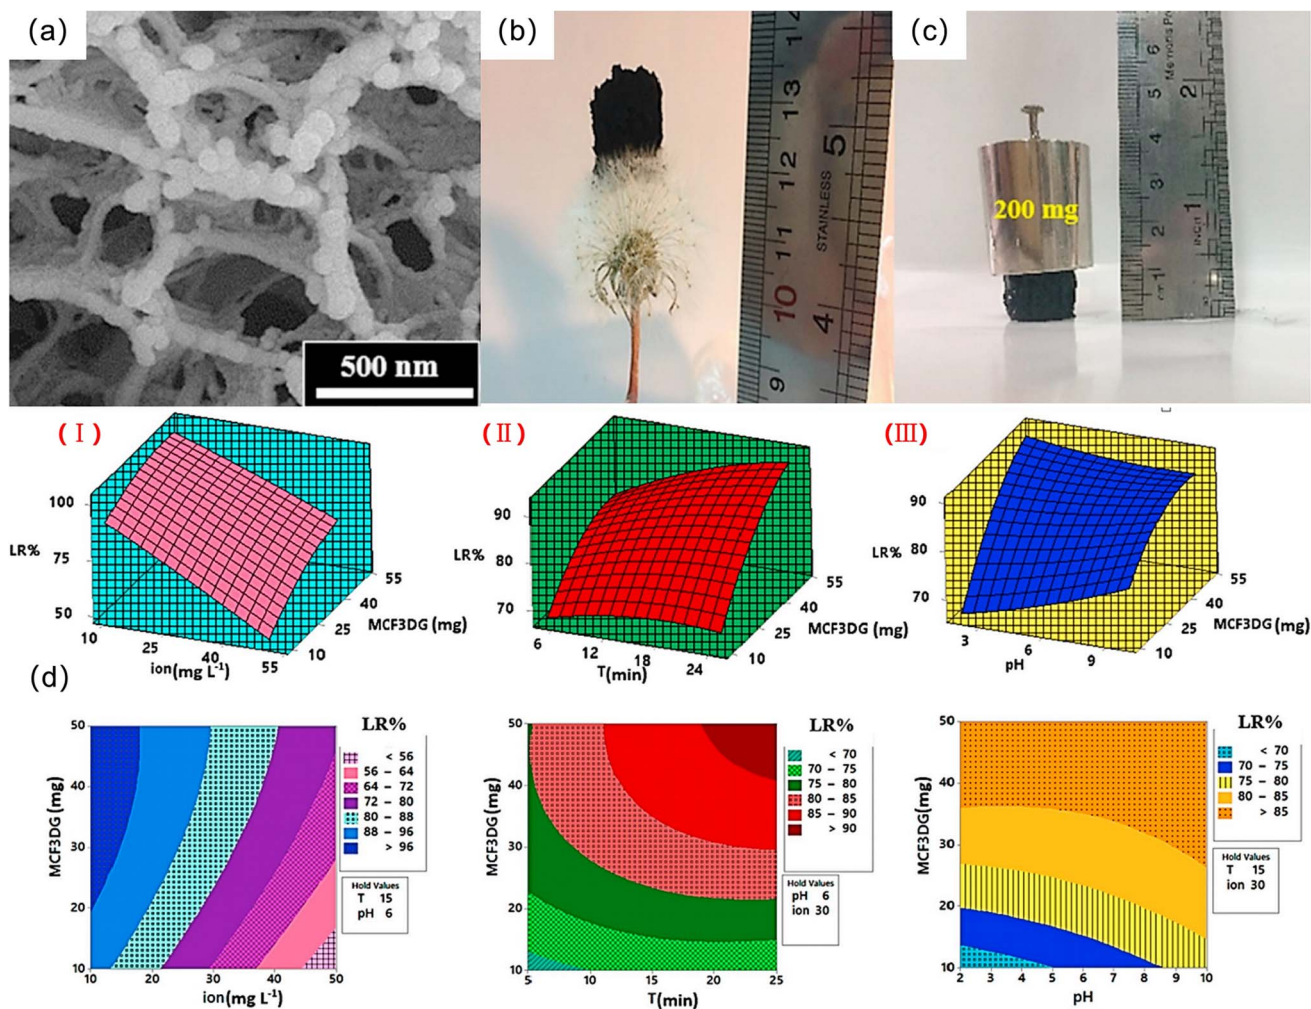 (a)
500 nm
(b)
9 10 11 12 13 14
4 5
STAINLESS
(c)
200 mg
cm 1 2 3 4 5 6
INCH 1 2
(I)
LR%
100
75
50
10 25 40 55
ion(mg L⁻¹)
10 25 40 55
MCF3DG (mg)
(II)
LR%
90
80
70
6 12 18 24
T(min)
10 25 40 55
MCF3DG (mg)
(III)
LR%
90
80
70
3 6 9
pH
10 25 40 55
MCF3DG (mg)
(d)
MCF3DG (mg)
50
40
30
20
10
10 20 30 40 50
ion(mg L⁻¹)
LR%
< 56
56 – 64
64 – 72
72 – 80
80 – 88
88 – 96
> 96
Hold Values
T 15
pH 6
MCF3DG (mg)
50
40
30
20
10
5 10 15 20 25
T(min)
LR%
< 70
70 – 75
75 – 80
80 – 85
85 – 90
> 90
Hold Values
pH 6
ion 30
MCF3DG (mg)
50
40
30
20
10
2 3 4 5 6 7 8 9 10
pH
LR%
< 70
70 – 75
75 – 80
80 – 85
> 85
Hold Values
T 15
ion 30